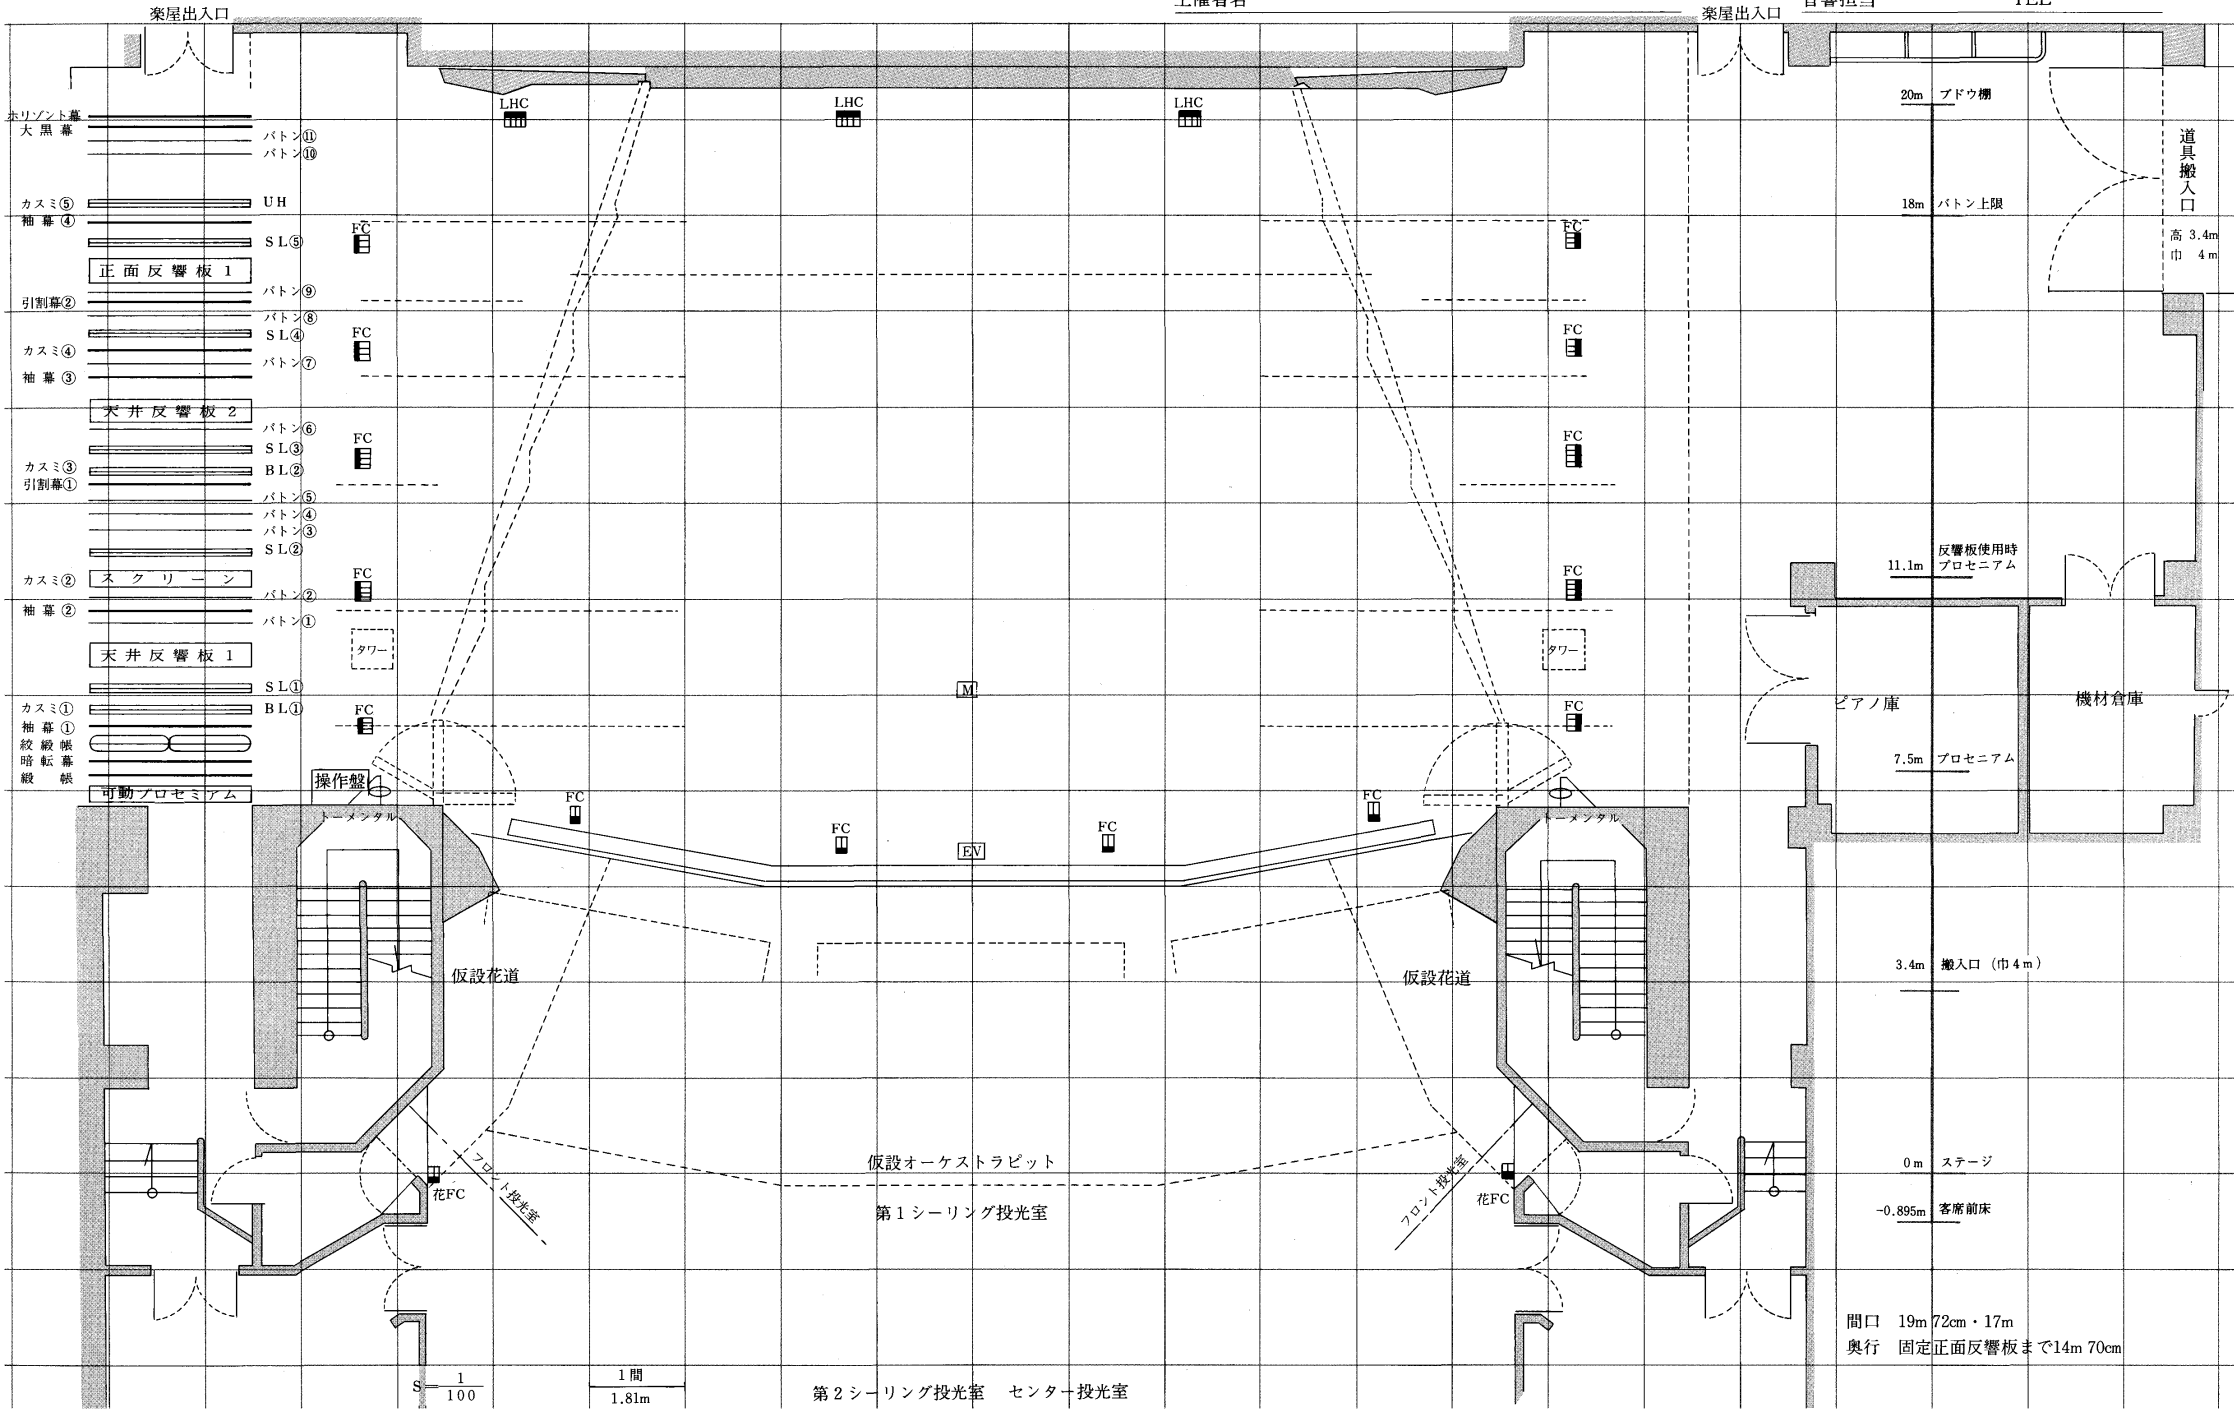 楽屋出入口
楽屋出入口
TEL
ホリゾント幕
大黒幕
バトン⑪
バトン⑩
カスミ⑤
UH
袖幕④
SL⑤
正面反響板1
バトン⑨
引割幕②
バトン⑧
SL④
カスミ④
バトン⑦
袖幕③
天井反響板2
バトン⑥
SL③
カスミ③
BL②
引割幕①
バトン⑤
バトン④
バトン③
SL②
カスミ②
スクリーン
バトン②
袖幕②
バトン①
天井反響板1
SL①
カスミ①
BL①
袖幕①
絞緞帳
暗転幕
緞帳
可動プロセミアム
LHC
LHC
LHC
FC
FC
FC
FC
FC
FC
FC
FC
FC
FC
タワー
タワー
M
操作盤
トーメンタル
トーメンタル
FC
FC
FC
FC
EV
仮設花道
仮設花道
仮設オーケストラピット
第1シーリング投光室
フロント投光室
フロント投光室
花FC
花FC
第2シーリング投光室 センター投光室
S=1/100
1間
1.81m
20m ブドウ棚
道具搬入口
高 3.4m
巾 4m
18m バトン上限
反響板使用時
11.1m プロセニアム
ピアノ庫
機材倉庫
7.5m プロセニアム
3.4m 搬入口 (巾4m)
0m ステージ
-0.895m 客席前床
間口 19m 72cm・17m
奥行 固定正面反響板まで14m 70cm